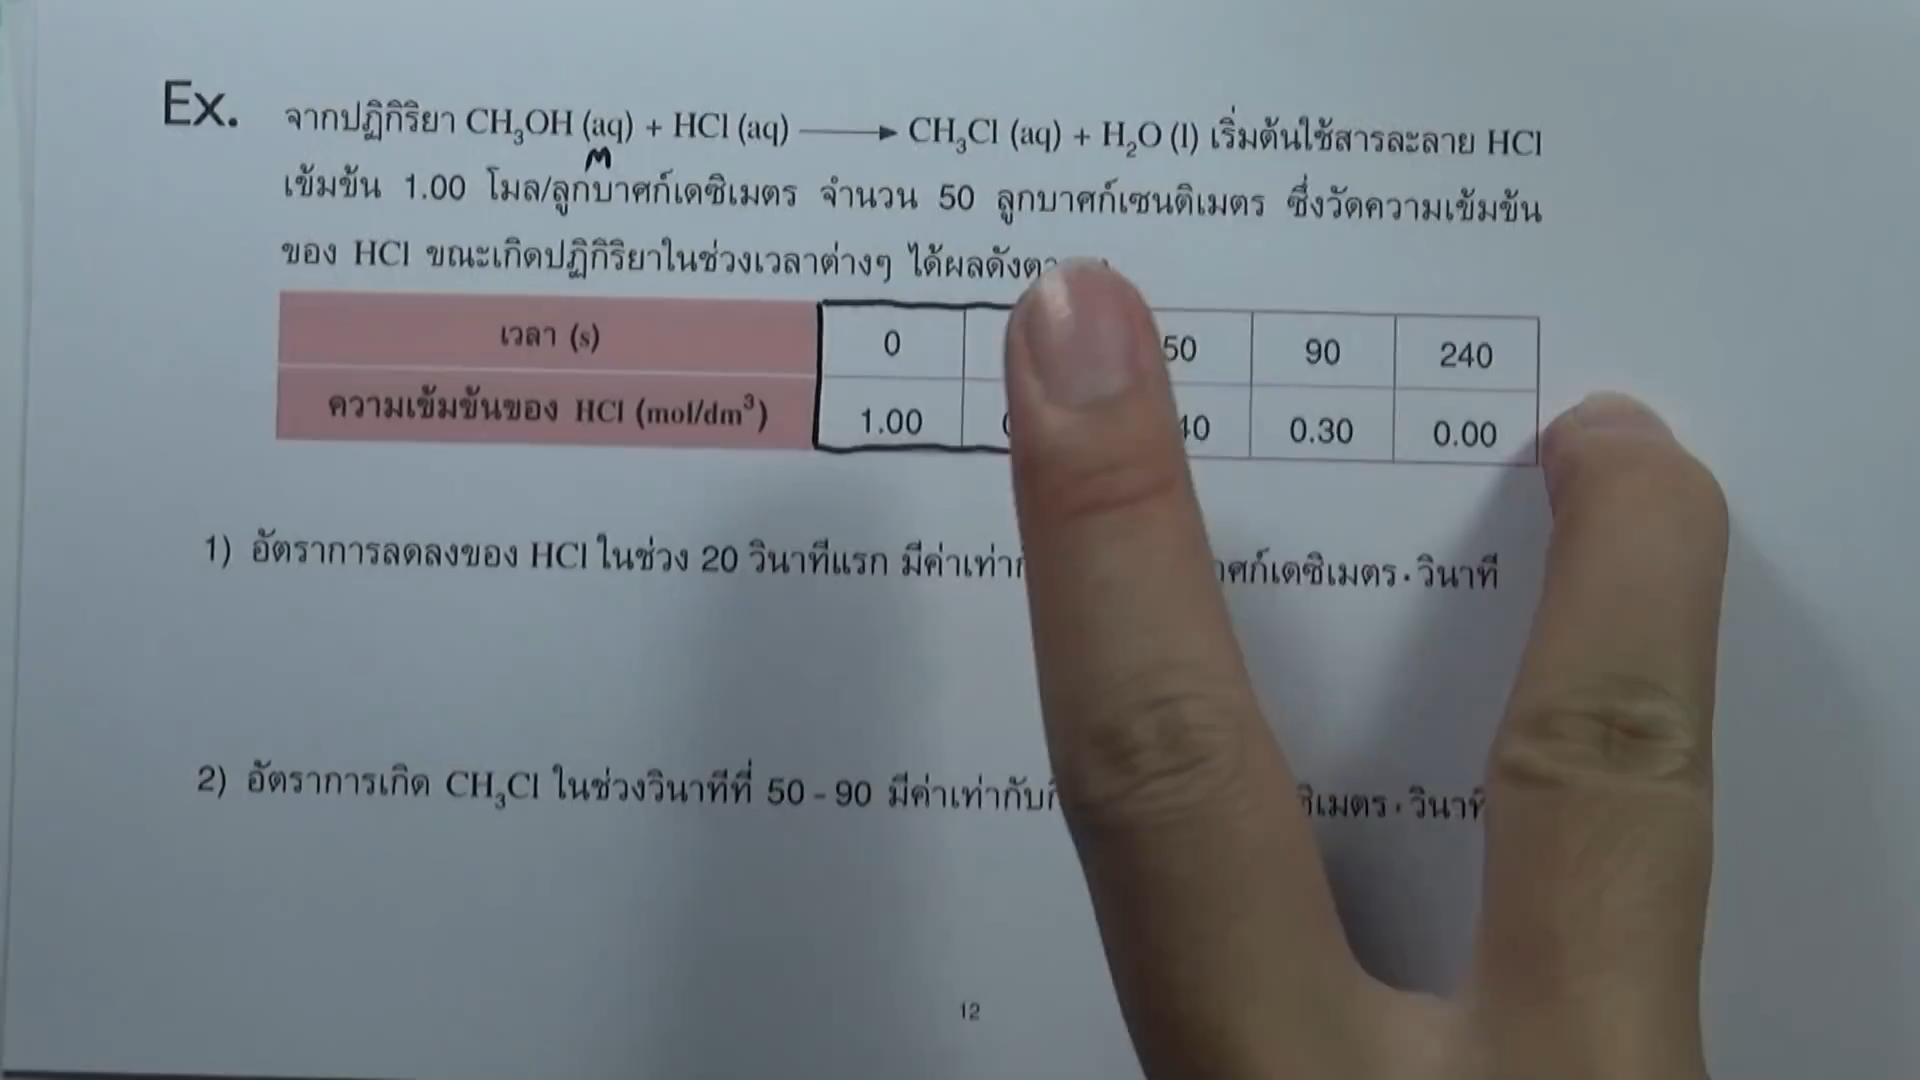 Ex. จากปฏิกิริยา CH₃OH (aq) + HCl (aq) ⟶ CH₃Cl (aq) + H₂O (l) เริ่มต้นใช้สารละลาย HCl
M
เข้มข้น 1.00 โมล/ลูกบาศก์เดซิเมตร จำนวน 50 ลูกบาศก์เซนติเมตร ซึ่งวัดความเข้มข้น
ของ HCl ขณะเกิดปฏิกิริยาในช่วงเวลาต่างๆ ได้ผลดัง
เวลา (s) 0 50 90 240
ความเข้มข้นของ HCl (mol/dm³) 1.00 40 0.30 0.00
1) อัตราการลดลงของ HCl ในช่วง 20 วินาทีแรก มีค่าเท่า เดซิเมตร · วินาที
2) อัตราการเกิด CH₃Cl ในช่วงวินาทีที่ 50 - 90 มีค่าเท่ากับ ซิเมตร · วินาที
12